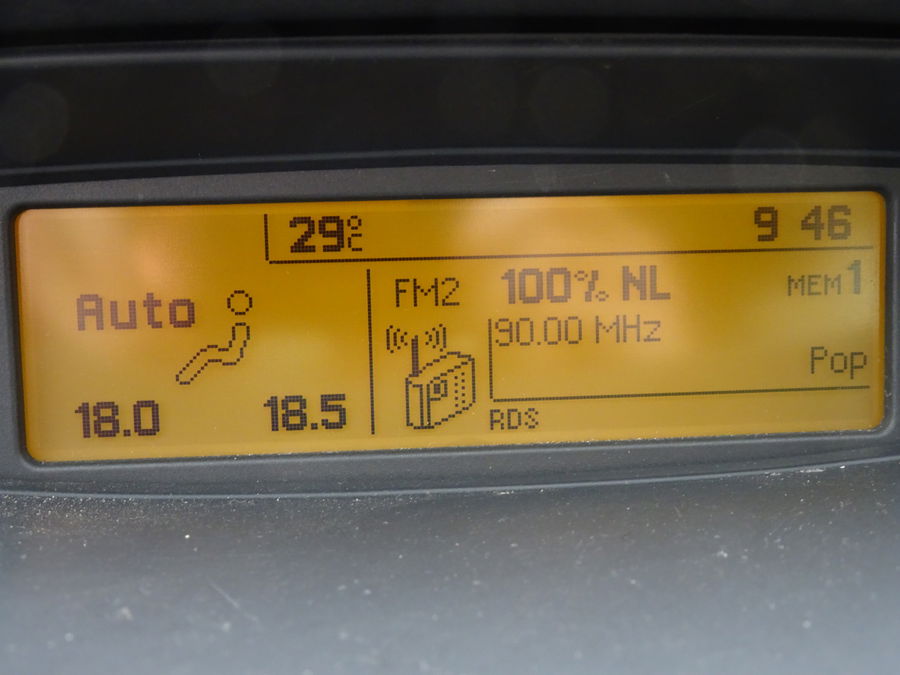 29°C 9 46
Auto
18.0 18.5
FM2 100% NL MEM1
90.00 MHz
Pop
RDS